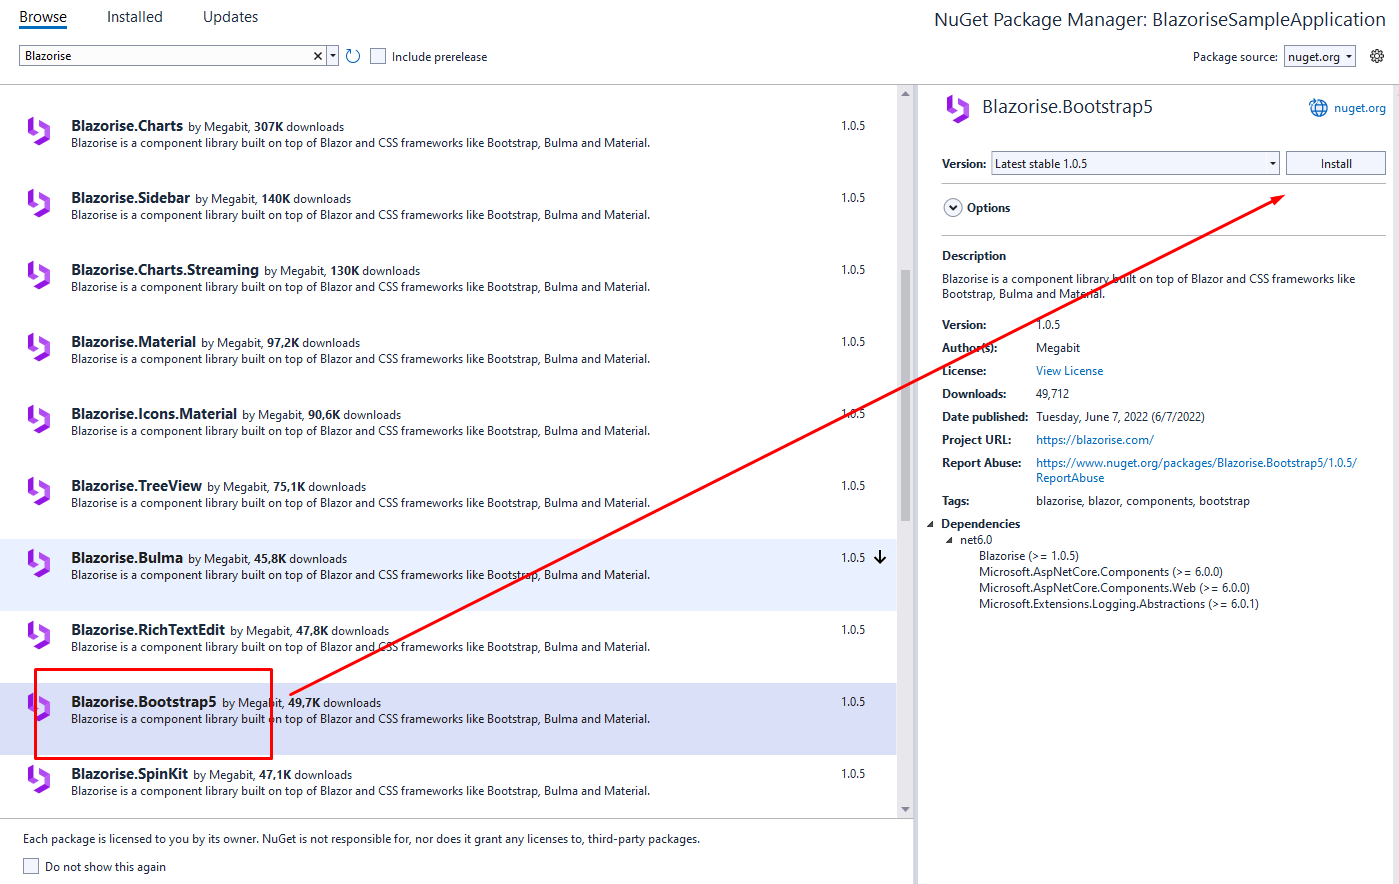 Browse Installed Updates
NuGet Package Manager: BlazoriseSampleApplication
Blazorise
Include prerelease
Package source: nuget.org
Blazorise.Charts by Megabit, 307K downloads 1.0.5
Blazorise is a component library built on top of Blazor and CSS frameworks like Bootstrap, Bulma and Material.
Blazorise.Sidebar by Megabit, 140K downloads 1.0.5
Blazorise is a component library built on top of Blazor and CSS frameworks like Bootstrap, Bulma and Material.
Blazorise.Charts.Streaming by Megabit, 130K downloads 1.0.5
Blazorise is a component library built on top of Blazor and CSS frameworks like Bootstrap, Bulma and Material.
Blazorise.Material by Megabit, 97,2K downloads 1.0.5
Blazorise is a component library built on top of Blazor and CSS frameworks like Bootstrap, Bulma and Material.
Blazorise.Icons.Material by Megabit, 90,6K downloads 1.0.5
Blazorise is a component library built on top of Blazor and CSS frameworks like Bootstrap, Bulma and Material.
Blazorise.TreeView by Megabit, 75,1K downloads 1.0.5
Blazorise is a component library built on top of Blazor and CSS frameworks like Bootstrap, Bulma and Material.
Blazorise.Bulma by Megabit, 45,8K downloads 1.0.5
Blazorise is a component library built on top of Blazor and CSS frameworks like Bootstrap, Bulma and Material.
Blazorise.RichTextEdit by Megabit, 47,8K downloads 1.0.5
Blazorise is a component library built on top of Blazor and CSS frameworks like Bootstrap, Bulma and Material.
Blazorise.Bootstrap5 by Megabit, 49,7K downloads 1.0.5
Blazorise is a component library built on top of Blazor and CSS frameworks like Bootstrap, Bulma and Material.
Blazorise.SpinKit by Megabit, 47,1K downloads 1.0.5
Blazorise is a component library built on top of Blazor and CSS frameworks like Bootstrap, Bulma and Material.
Each package is licensed to you by its owner. NuGet is not responsible for, nor does it grant any licenses to, third-party packages.
Do not show this again
Blazorise.Bootstrap5 nuget.org
Version: Latest stable 1.0.5 Install
Options
Description
Blazorise is a component library built on top of Blazor and CSS frameworks like
Bootstrap, Bulma and Material.
Version: 1.0.5
Author(s): Megabit
License: View License
Downloads: 49,712
Date published: Tuesday, June 7, 2022 (6/7/2022)
Project URL: https://blazorise.com/
Report Abuse: https://www.nuget.org/packages/Blazorise.Bootstrap5/1.0.5/
ReportAbuse
Tags: blazorise, blazor, components, bootstrap
Dependencies
net6.0
Blazorise (>= 1.0.5)
Microsoft.AspNetCore.Components (>= 6.0.0)
Microsoft.AspNetCore.Components.Web (>= 6.0.0)
Microsoft.Extensions.Logging.Abstractions (>= 6.0.1)